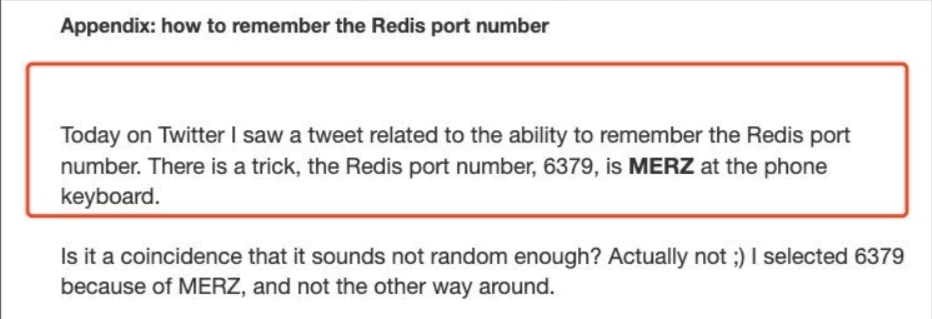 Appendix: how to remember the Redis port number
Today on Twitter I saw a tweet related to the ability to remember the Redis port
number. There is a trick, the Redis port number, 6379, is MERZ at the phone
keyboard.
Is it a coincidence that it sounds not random enough? Actually not ;) I selected 6379
because of MERZ, and not the other way around.